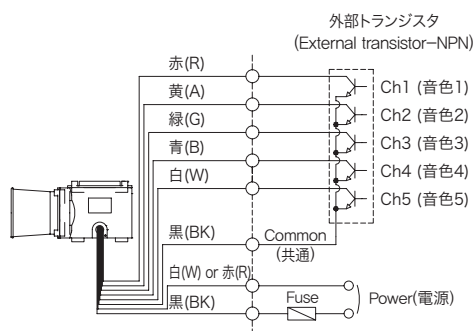 外部トランジスタ
(External transistor-NPN)
赤(R)
Ch1 (音色1)
黄(A)
Ch2 (音色2)
緑(G)
Ch3 (音色3)
青(B)
Ch4 (音色4)
白(W)
Ch5 (音色5)
黒(BK)
Common
(共通)
白(W) or 赤(R)
黒(BK)
Fuse
Power(電源)